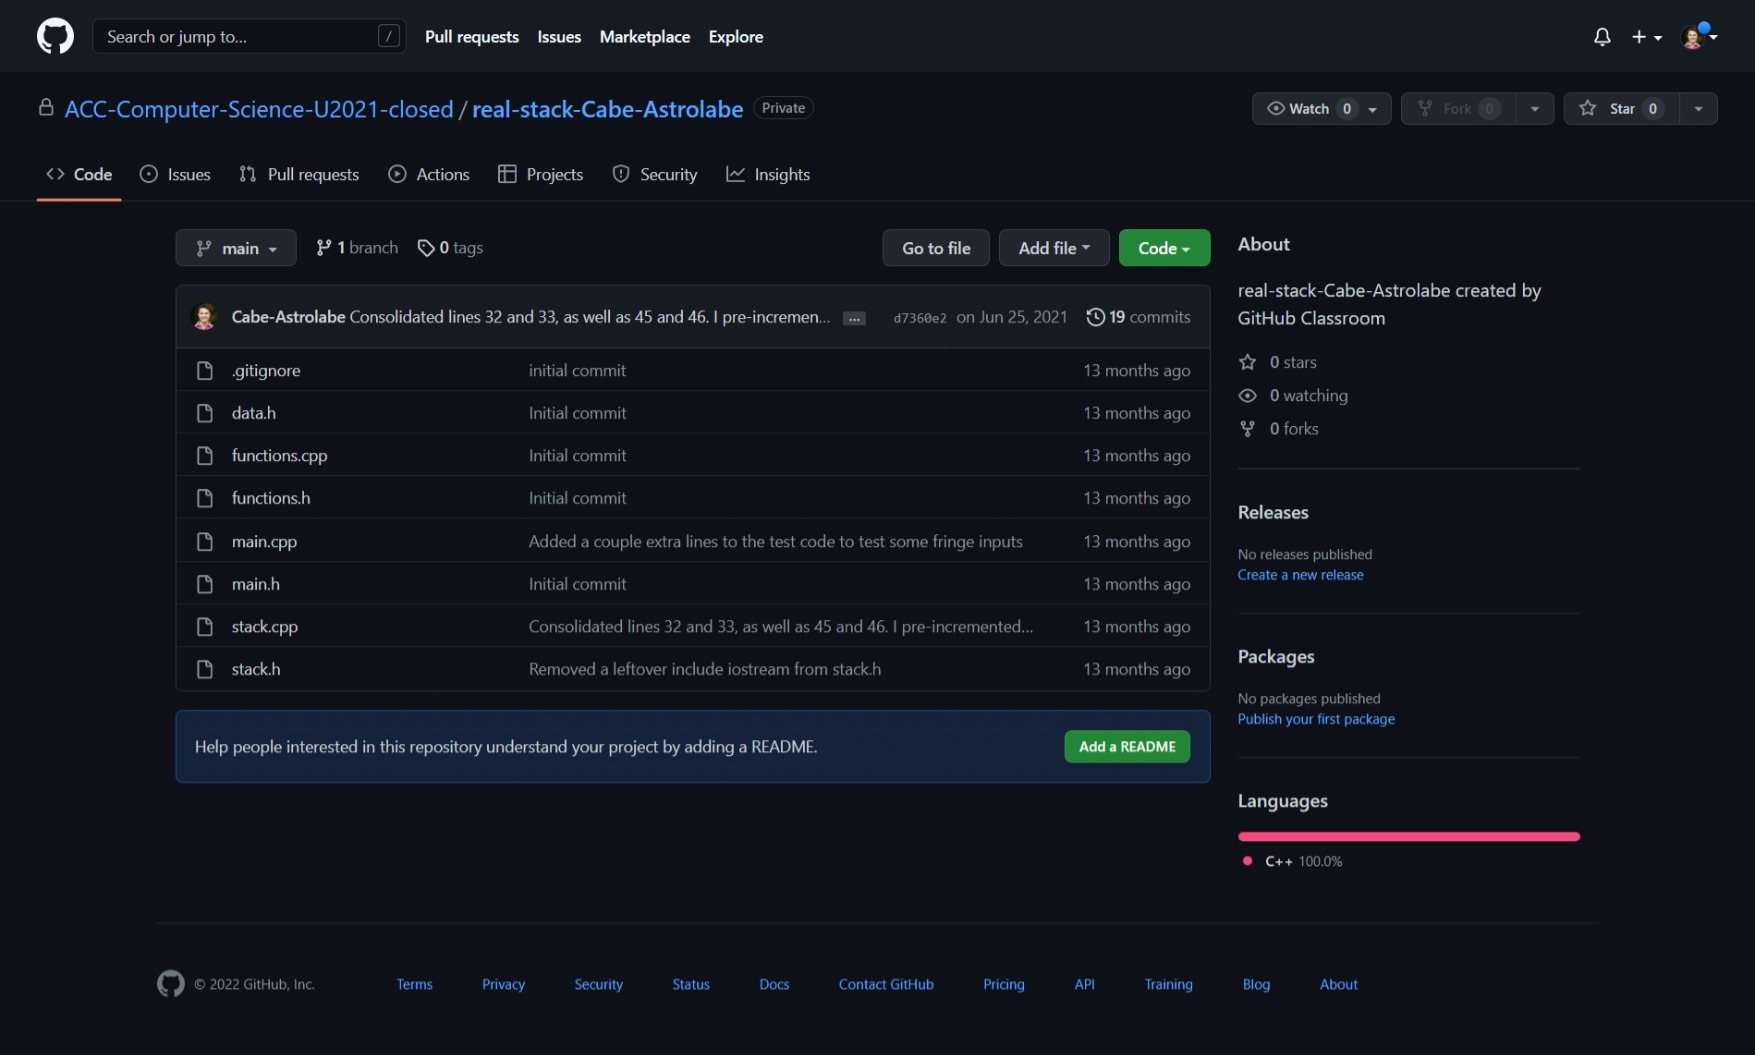 Search or jump to... /
Pull requests Issues Marketplace Explore
ACC-Computer-Science-U2021-closed / real-stack-Cabe-Astrolabe Private
Watch 0 Fork 0 Star 0
Code Issues Pull requests Actions Projects Security Insights
main 1 branch 0 tags Go to file Add file Code
Cabe-Astrolabe Consolidated lines 32 and 33, as well as 45 and 46. I pre-incremen... ... d7360e2 on Jun 25, 2021 19 commits
.gitignore initial commit 13 months ago
data.h Initial commit 13 months ago
functions.cpp Initial commit 13 months ago
functions.h Initial commit 13 months ago
main.cpp Added a couple extra lines to the test code to test some fringe inputs 13 months ago
main.h Initial commit 13 months ago
stack.cpp Consolidated lines 32 and 33, as well as 45 and 46. I pre-incremented... 13 months ago
stack.h Removed a leftover include iostream from stack.h 13 months ago
Help people interested in this repository understand your project by adding a README. Add a README
About
real-stack-Cabe-Astrolabe created by
GitHub Classroom
0 stars
0 watching
0 forks
Releases
No releases published
Create a new release
Packages
No packages published
Publish your first package
Languages
C++ 100.0%
© 2022 GitHub, Inc. Terms Privacy Security Status Docs Contact GitHub Pricing API Training Blog About